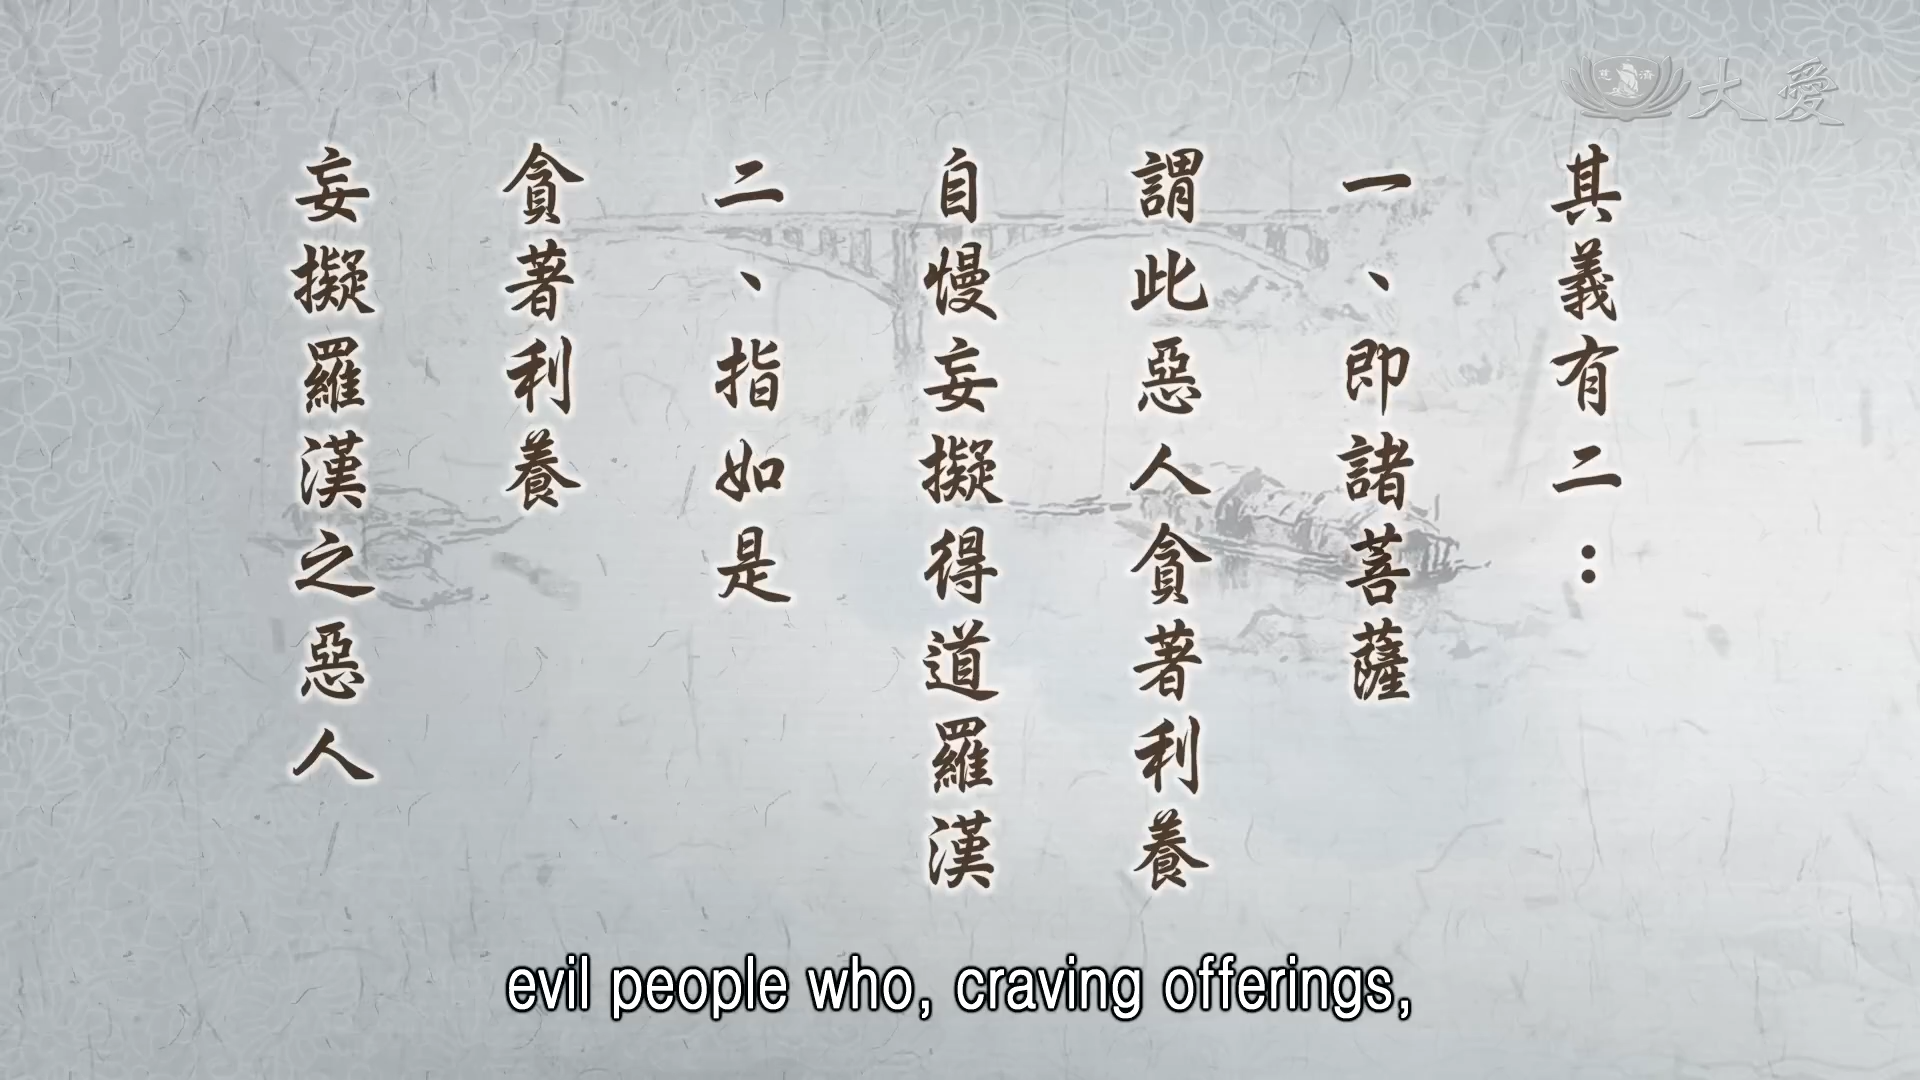 其義有二：
一、即諸菩薩
謂此惡人貪著利養
自慢妄擬得道羅漢
二、指如是
貪著利養
妄擬羅漢之惡人
慈濟
大愛
evil people who, craving offerings,